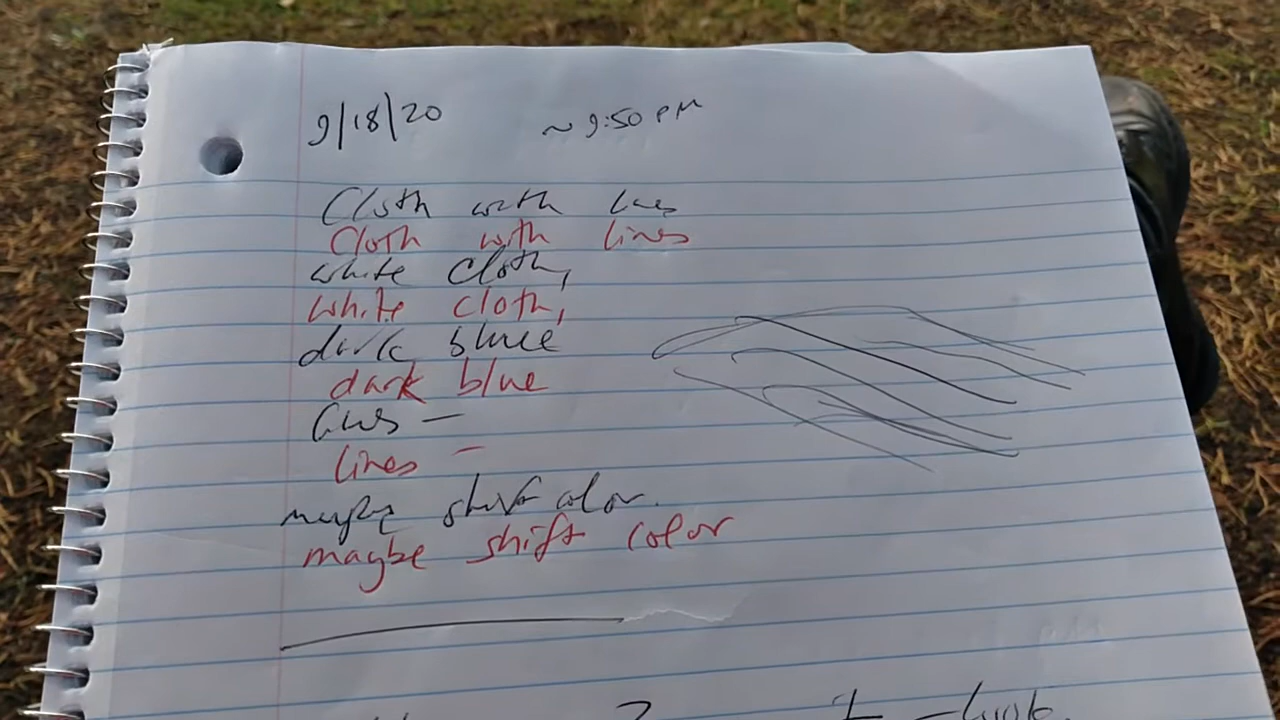 9/18/20 ~ 9:50 PM
Cloth with lines
Cloth with lines
white cloth,
white cloth,
dark blue
dark blue
lines —
lines –
maybe shift color.
maybe shift color